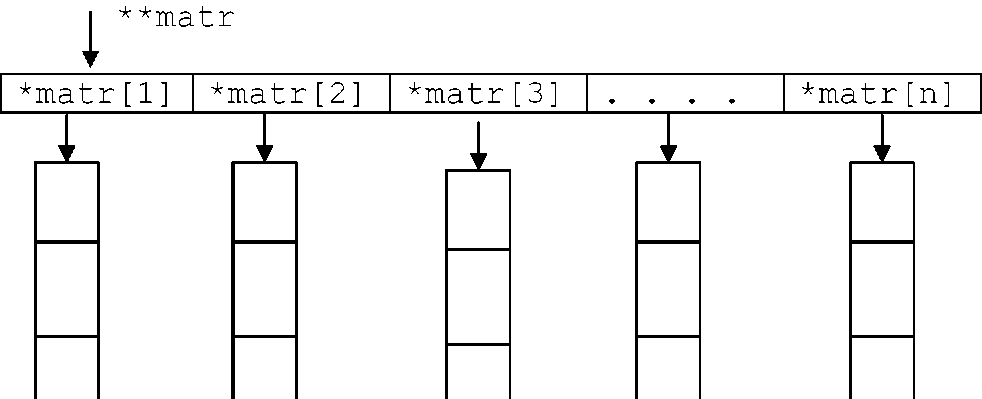 **matr
*matr[1] *matr[2] *matr[3] . . . . *matr[n]